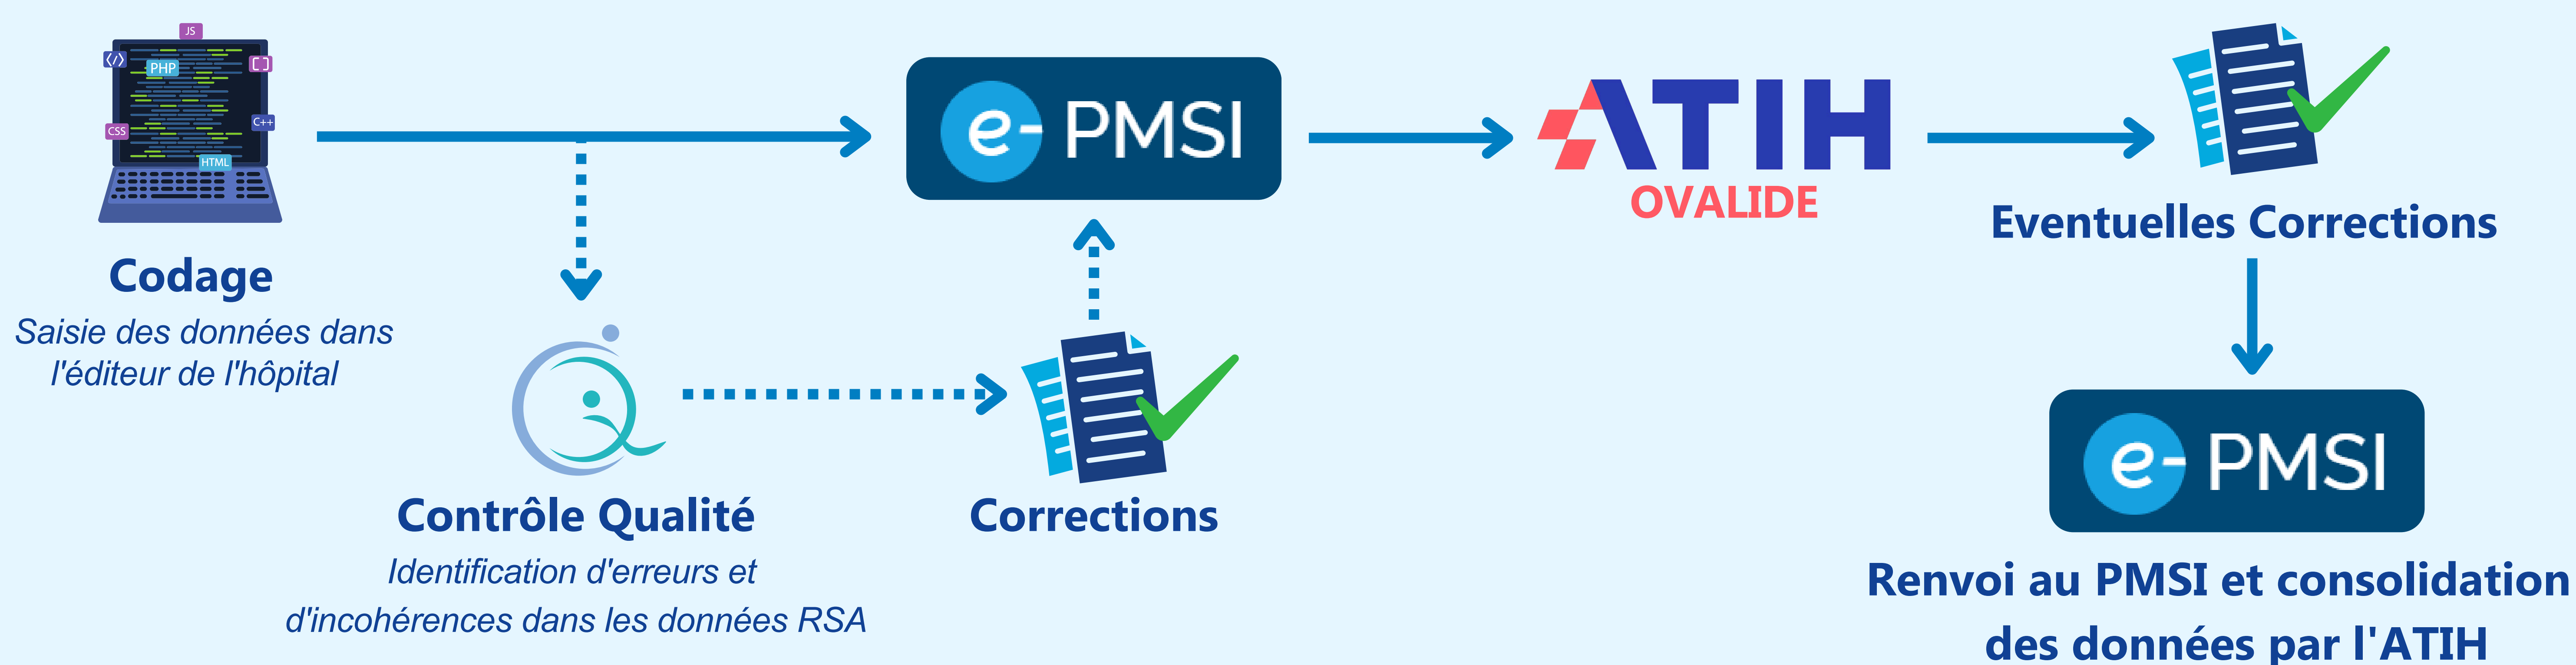 JS
</>
PHP
[ ]
CSS
C++
HTML
Codage
Saisie des données dans
l'éditeur de l'hôpital
e-PMSI
ATIH
OVALIDE
Eventuelles Corrections
Contrôle Qualité
Identification d'erreurs et
d'incohérences dans les données RSA
Corrections
e-PMSI
Renvoi au PMSI et consolidation
des données par l'ATIH